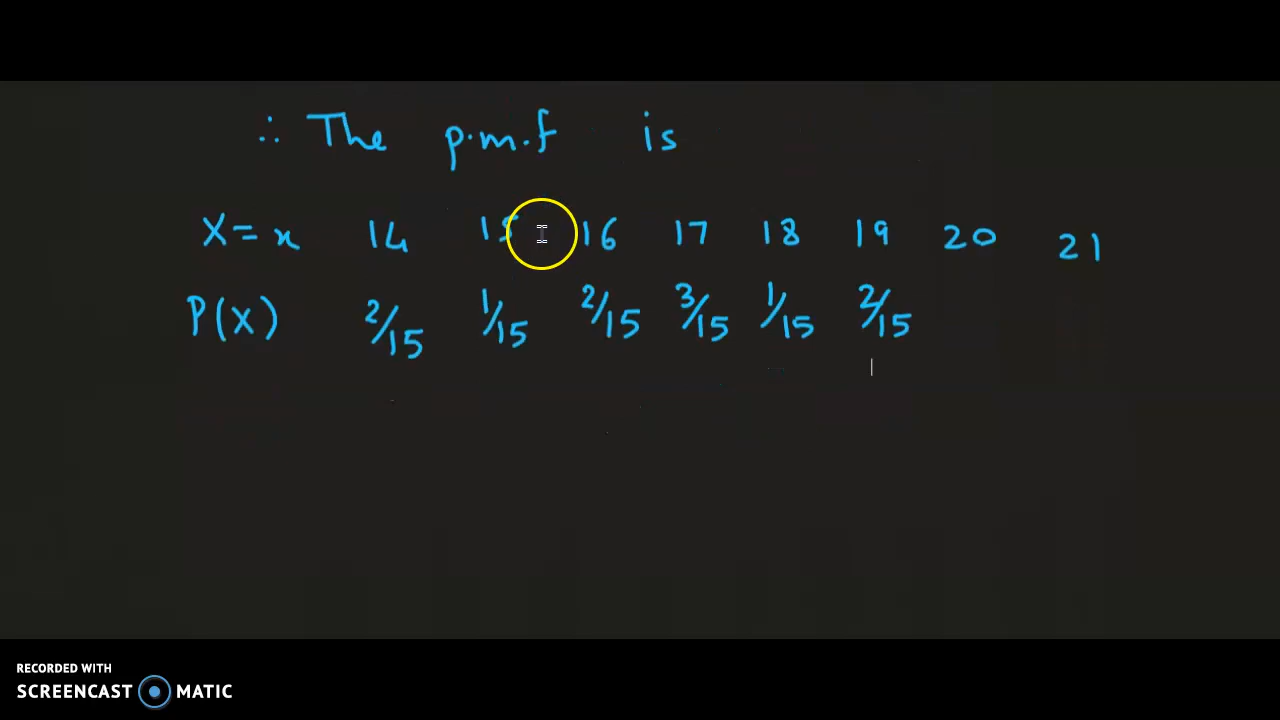 ∴ The p.m.f is
X = x 14 15 16 17 18 19 20 21
P(X) 2/15 1/15 2/15 3/15 1/15 2/15
RECORDED WITH
SCREENCAST MATIC